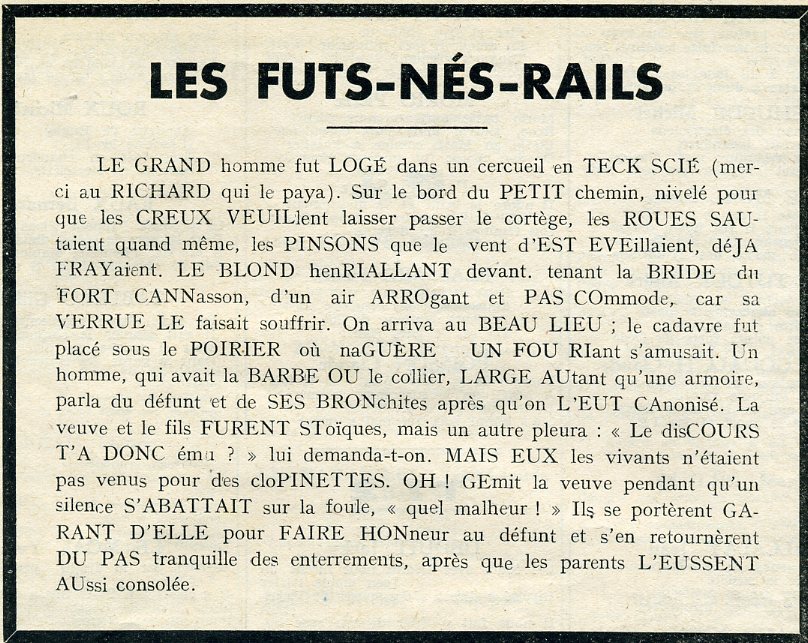 LES FUTS-NÉS-RAILS
LE GRAND homme fut LOGÉ dans un cercueil en TECK SCIÉ (mer-
ci au RICHARD qui le paya). Sur le bord du PETIT chemin, nivelé pour
que les CREUX VEUILlent laisser passer le cortège, les ROUES SAU-
taient quand même, les PINSONS que le vent d'EST EVEillaient, déJA
FRAYaient. LE BLOND henRIALLANT devant. tenant la BRIDE du
FORT CANNasson, d'un air ARROgant et PAS COmmode, car sa
VERRUE LE faisait souffrir. On arriva au BEAU LIEU ; le cadavre fut
placé sous le POIRIER où naGUÈRE UN FOU RIant s'amusait. Un
homme, qui avait la BARBE OU le collier, LARGE AUtant qu'une armoire,
parla du défunt et de SES BRONchites après qu'on L'EUT CAnonisé. La
veuve et le fils FURENT SToïques, mais un autre pleura : « Le disCOURS
T'A DONC ému ? » lui demanda-t-on. MAIS EUX les vivants n'étaient
pas venus pour des cloPINETTES. OH ! GEmit la veuve pendant qu'un
silence S'ABATTAIT sur la foule, « quel malheur ! » Ils se portèrent GA-
RANT D'ELLE pour FAIRE HONneur au défunt et s'en retournèrent
DU PAS tranquille des enterrements, après que les parents L'EUSSENT
AUssi consolée.